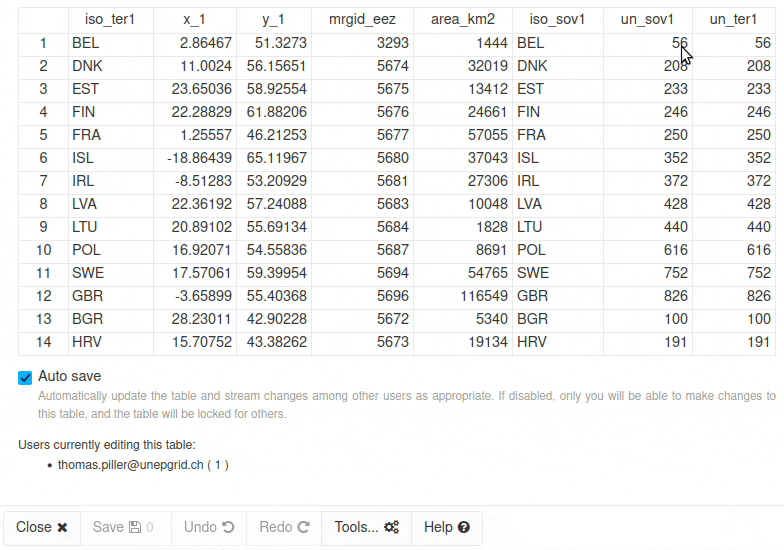 iso_ter1 x_1 y_1 mrgid_eez area_km2 iso_sov1 un_sov1 un_ter1
1 BEL 2.86467 51.3273 3293 1444 BEL 56 56
2 DNK 11.0024 56.15651 5674 32019 DNK 208 208
3 EST 23.65036 58.92554 5675 13412 EST 233 233
4 FIN 22.28829 61.88206 5676 24661 FIN 246 246
5 FRA 1.25557 46.21253 5677 57055 FRA 250 250
6 ISL -18.86439 65.11967 5680 37043 ISL 352 352
7 IRL -8.51283 53.20929 5681 27306 IRL 372 372
8 LVA 22.36192 57.24088 5683 10048 LVA 428 428
9 LTU 20.89102 55.69134 5684 1828 LTU 440 440
10 POL 16.92071 54.55836 5687 8691 POL 616 616
11 SWE 17.57061 59.39954 5694 54765 SWE 752 752
12 GBR -3.65899 55.40368 5696 116549 GBR 826 826
13 BGR 28.23011 42.90228 5672 5340 BGR 100 100
14 HRV 15.70752 43.38262 5673 19134 HRV 191 191
Auto save
Automatically update the table and stream changes among other users as appropriate. If disabled, only you will be able to make changes to
this table, and the table will be locked for others.
Users currently editing this table:
• thomas.piller@unepgrid.ch ( 1 )
Close Save 0 Undo Redo Tools... Help